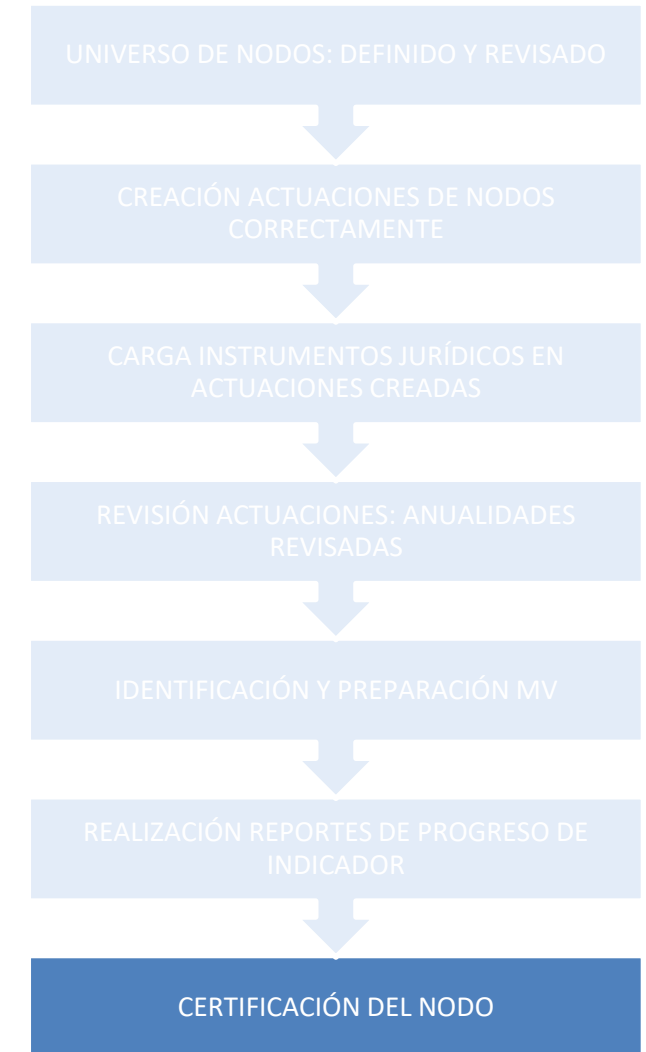 UNIVERSO DE NODOS: DEFINIDO Y REVISADO
CREACIÓN ACTUACIONES DE NODOS
CORRECTAMENTE
CARGA INSTRUMENTOS JURÍDICOS EN
ACTUACIONES CREADAS
REVISIÓN ACTUACIONES: ANUALIDADES
REVISADAS
IDENTIFICACIÓN Y PREPARACIÓN MV
REALIZACIÓN REPORTES DE PROGRESO DE
INDICADOR
CERTIFICACIÓN DEL NODO